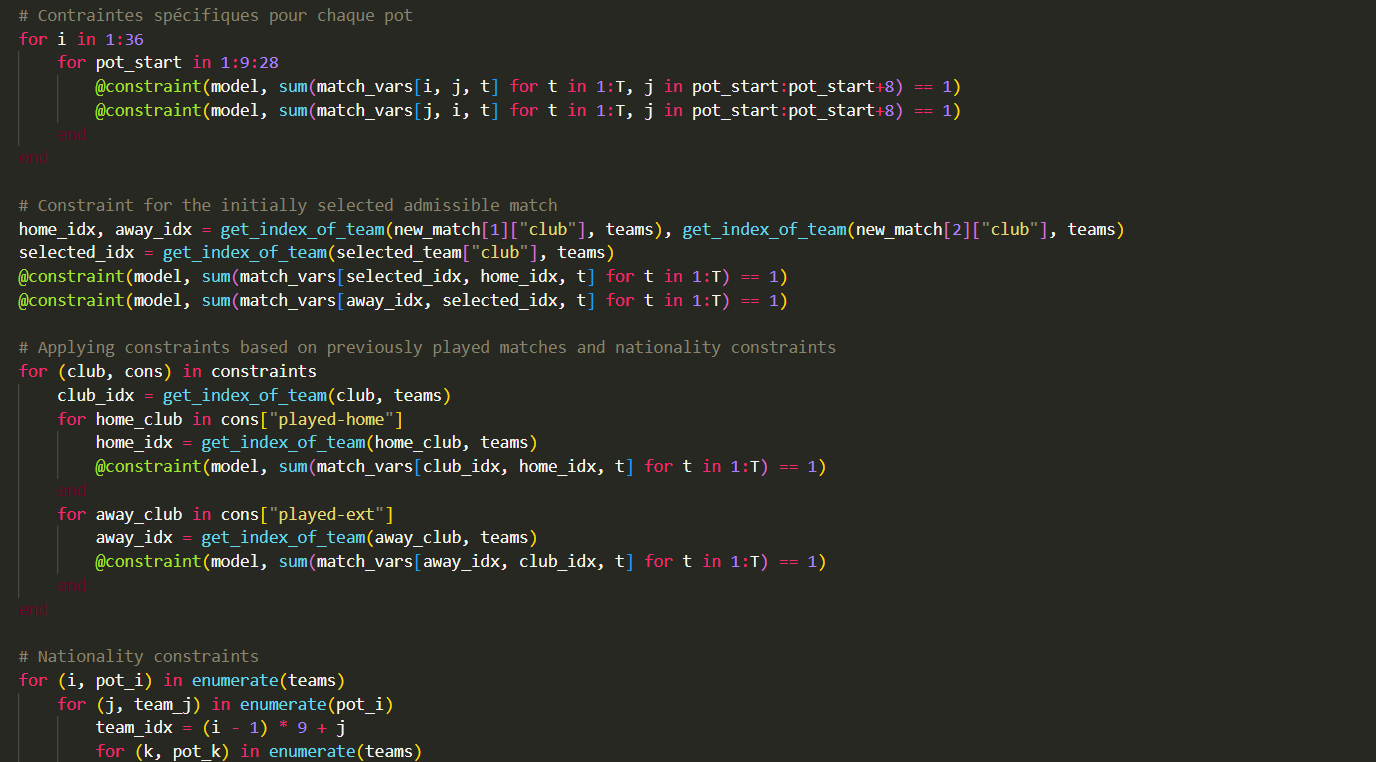 # Contraintes spécifiques pour chaque pot
for i in 1:36
for pot_start in 1:9:28
@constraint(model, sum(match_vars[i, j, t] for t in 1:T, j in pot_start:pot_start+8) == 1)
@constraint(model, sum(match_vars[j, i, t] for t in 1:T, j in pot_start:pot_start+8) == 1)
end
end
# Constraint for the initially selected admissible match
home_idx, away_idx = get_index_of_team(new_match[1]["club"], teams), get_index_of_team(new_match[2]["club"], teams)
selected_idx = get_index_of_team(selected_team["club"], teams)
@constraint(model, sum(match_vars[selected_idx, home_idx, t] for t in 1:T) == 1)
@constraint(model, sum(match_vars[away_idx, selected_idx, t] for t in 1:T) == 1)
# Applying constraints based on previously played matches and nationality constraints
for (club, cons) in constraints
club_idx = get_index_of_team(club, teams)
for home_club in cons["played-home"]
home_idx = get_index_of_team(home_club, teams)
@constraint(model, sum(match_vars[club_idx, home_idx, t] for t in 1:T) == 1)
end
for away_club in cons["played-ext"]
away_idx = get_index_of_team(away_club, teams)
@constraint(model, sum(match_vars[away_idx, club_idx, t] for t in 1:T) == 1)
end
end
# Nationality constraints
for (i, pot_i) in enumerate(teams)
for (j, team_j) in enumerate(pot_i)
team_idx = (i - 1) * 9 + j
for (k, pot_k) in enumerate(teams)